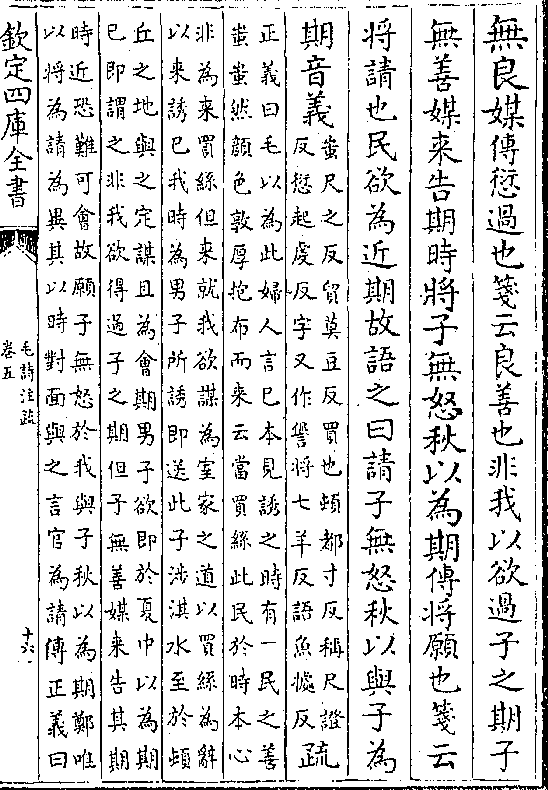 無良媒傳愆過也箋云良善也非我以欲過子之期子
無善媒来告期時將子無怒秋以為期傳將願也箋云
將請也民欲為近期故語之曰請子無怒秋以與子為
期音義
蚩尺之反貿莫豆反買也頓都寸反稱尺證
反愆起虔反字又作諐將七羊反語魚據反
疏
正義曰毛以為此婦人言已本見誘之時有一民之善
蚩蚩然顔色敦厚抱布而来云當買絲此民於時本心
非為来買絲但来就我欲謀為室家之道以買絲為辭
以来誘已我時為男子所誘即送此子涉淇水至於頓
丘之地與之定謀且為會期男子欲即於夏中以為期
已即謂之非我欲得過子之期但子無善媒来告其期
時近恐難可會故願子無怒於我與子秋以為期鄭唯
以將為請為異其以時對面與之言宜為請傳正義曰
欽定四庫全書
毛詩注疏
卷五
十六